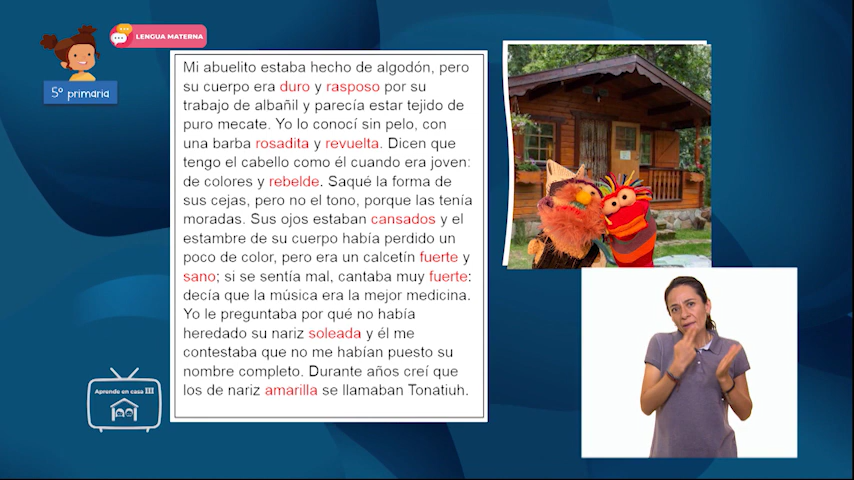 LENGUA MATERNA
5º primaria
Mi abuelito estaba hecho de algodón, pero
su cuerpo era duro y rasposo por su
trabajo de albañil y parecía estar tejido de
puro mecate. Yo lo conocí sin pelo, con
una barba rosadita y revuelta. Dicen que
tengo el cabello como él cuando era joven:
de colores y rebelde. Saqué la forma de
sus cejas, pero no el tono, porque las tenía
moradas. Sus ojos estaban cansados y el
estambre de su cuerpo había perdido un
poco de color, pero era un calcetín fuerte y
sano; si se sentía mal, cantaba muy fuerte:
decía que la música era la mejor medicina.
Yo le preguntaba por qué no había
heredado su nariz soleada y él me
contestaba que no me habían puesto su
nombre completo. Durante años creí que
los de nariz amarilla se llamaban Tonatiuh.
Aprende en casa III